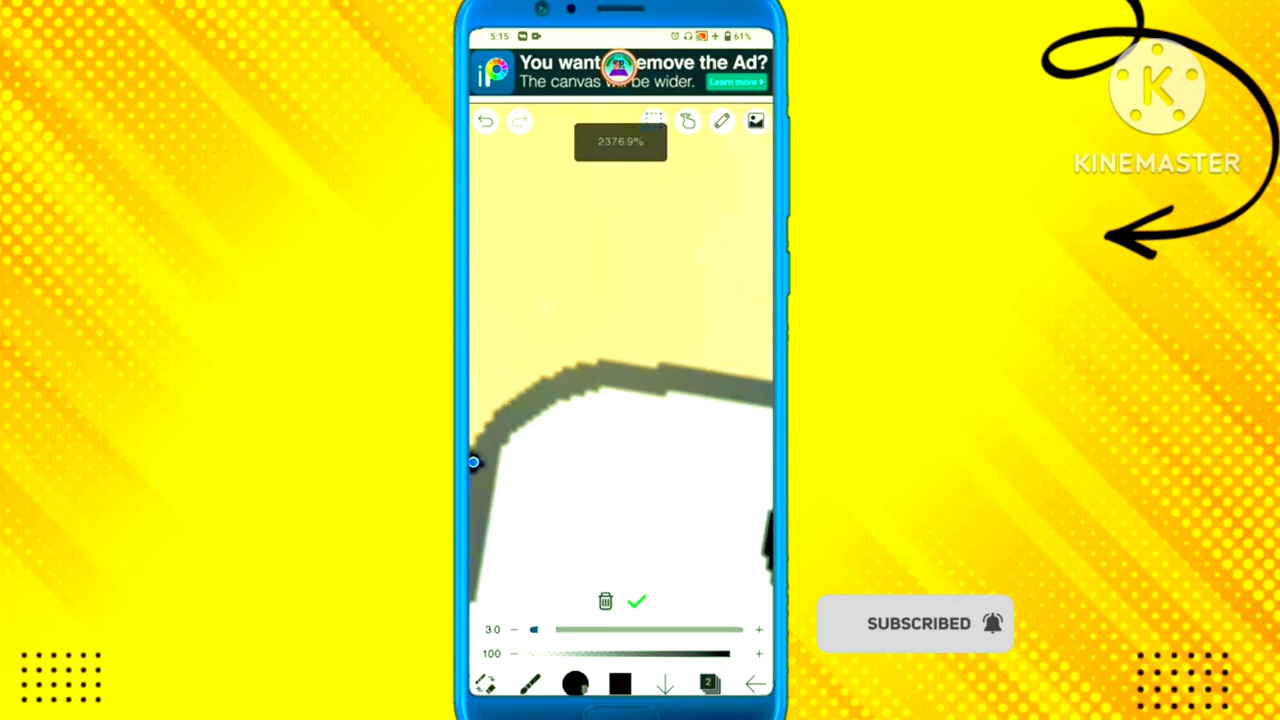 5:15
61%
iP
You want emove the Ad?
The canvas be wider.
Learn more
2376.9%
K
KINEMASTER
SUBSCRIBED
3.0 − +
100 − +
2